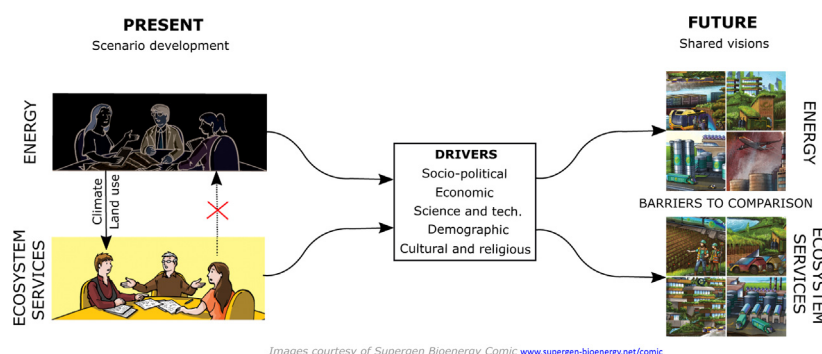 PRESENT
Scenario development
FUTURE
Shared visions
ENERGY
Climate
Land use
ECOSYSTEM
SERVICES
DRIVERS
Socio-political
Economic
Science and tech.
Demographic
Cultural and religious
ENERGY
BARRIERS TO COMPARISON
ECOSYSTEM
SERVICES
Images courtesy of Supergen Bioenergy Comic www.supergen-bioenergy.net/comic